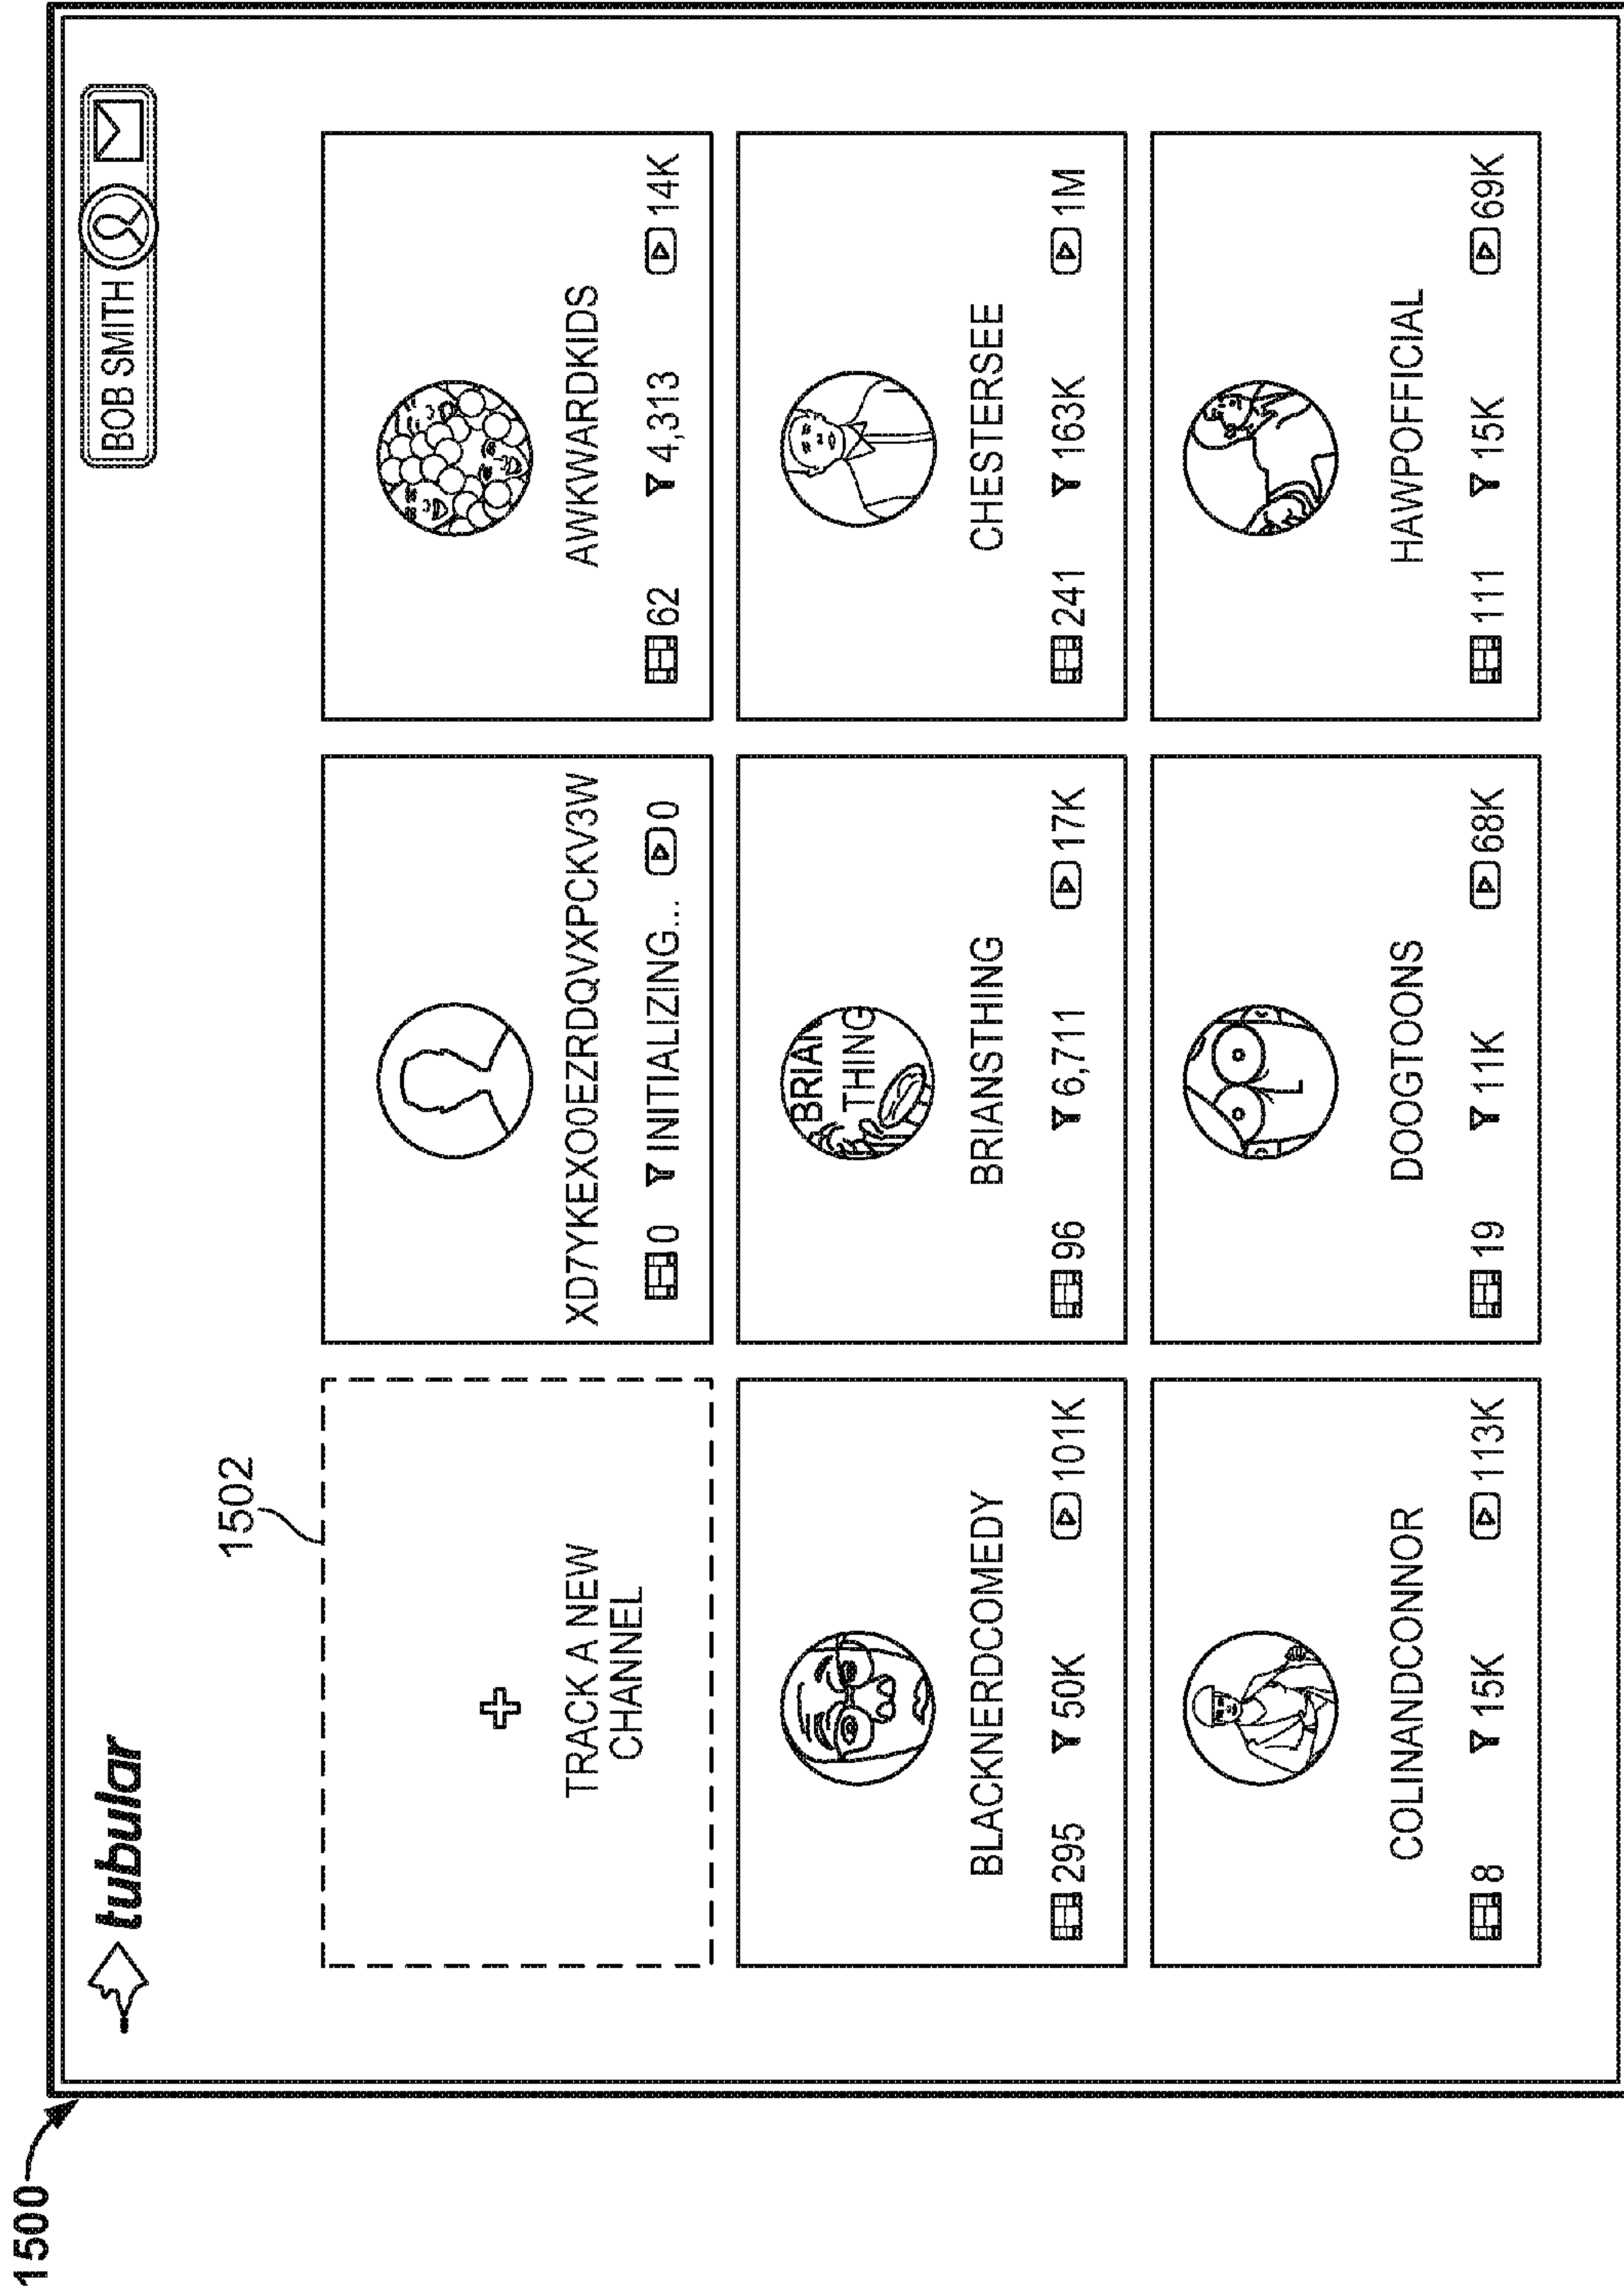 1500
tubular
BOB SMITH
1502
TRACK A NEW
CHANNEL
XD7YKEXO0EZRDQVXPCKV3W
0 INITIALIZING... 0
AWKWARDKIDS
62 4,313 14K
BLACKNERDCOMEDY
295 50K 101K
BRIAN
THING
BRIANSTHING
96 6,711 17K
CHESTERSEE
241 163K 1M
COLINANDCONNOR
8 15K 113K
DOOGTOONS
19 11K 68K
HAWPOFFICIAL
111 15K 69K